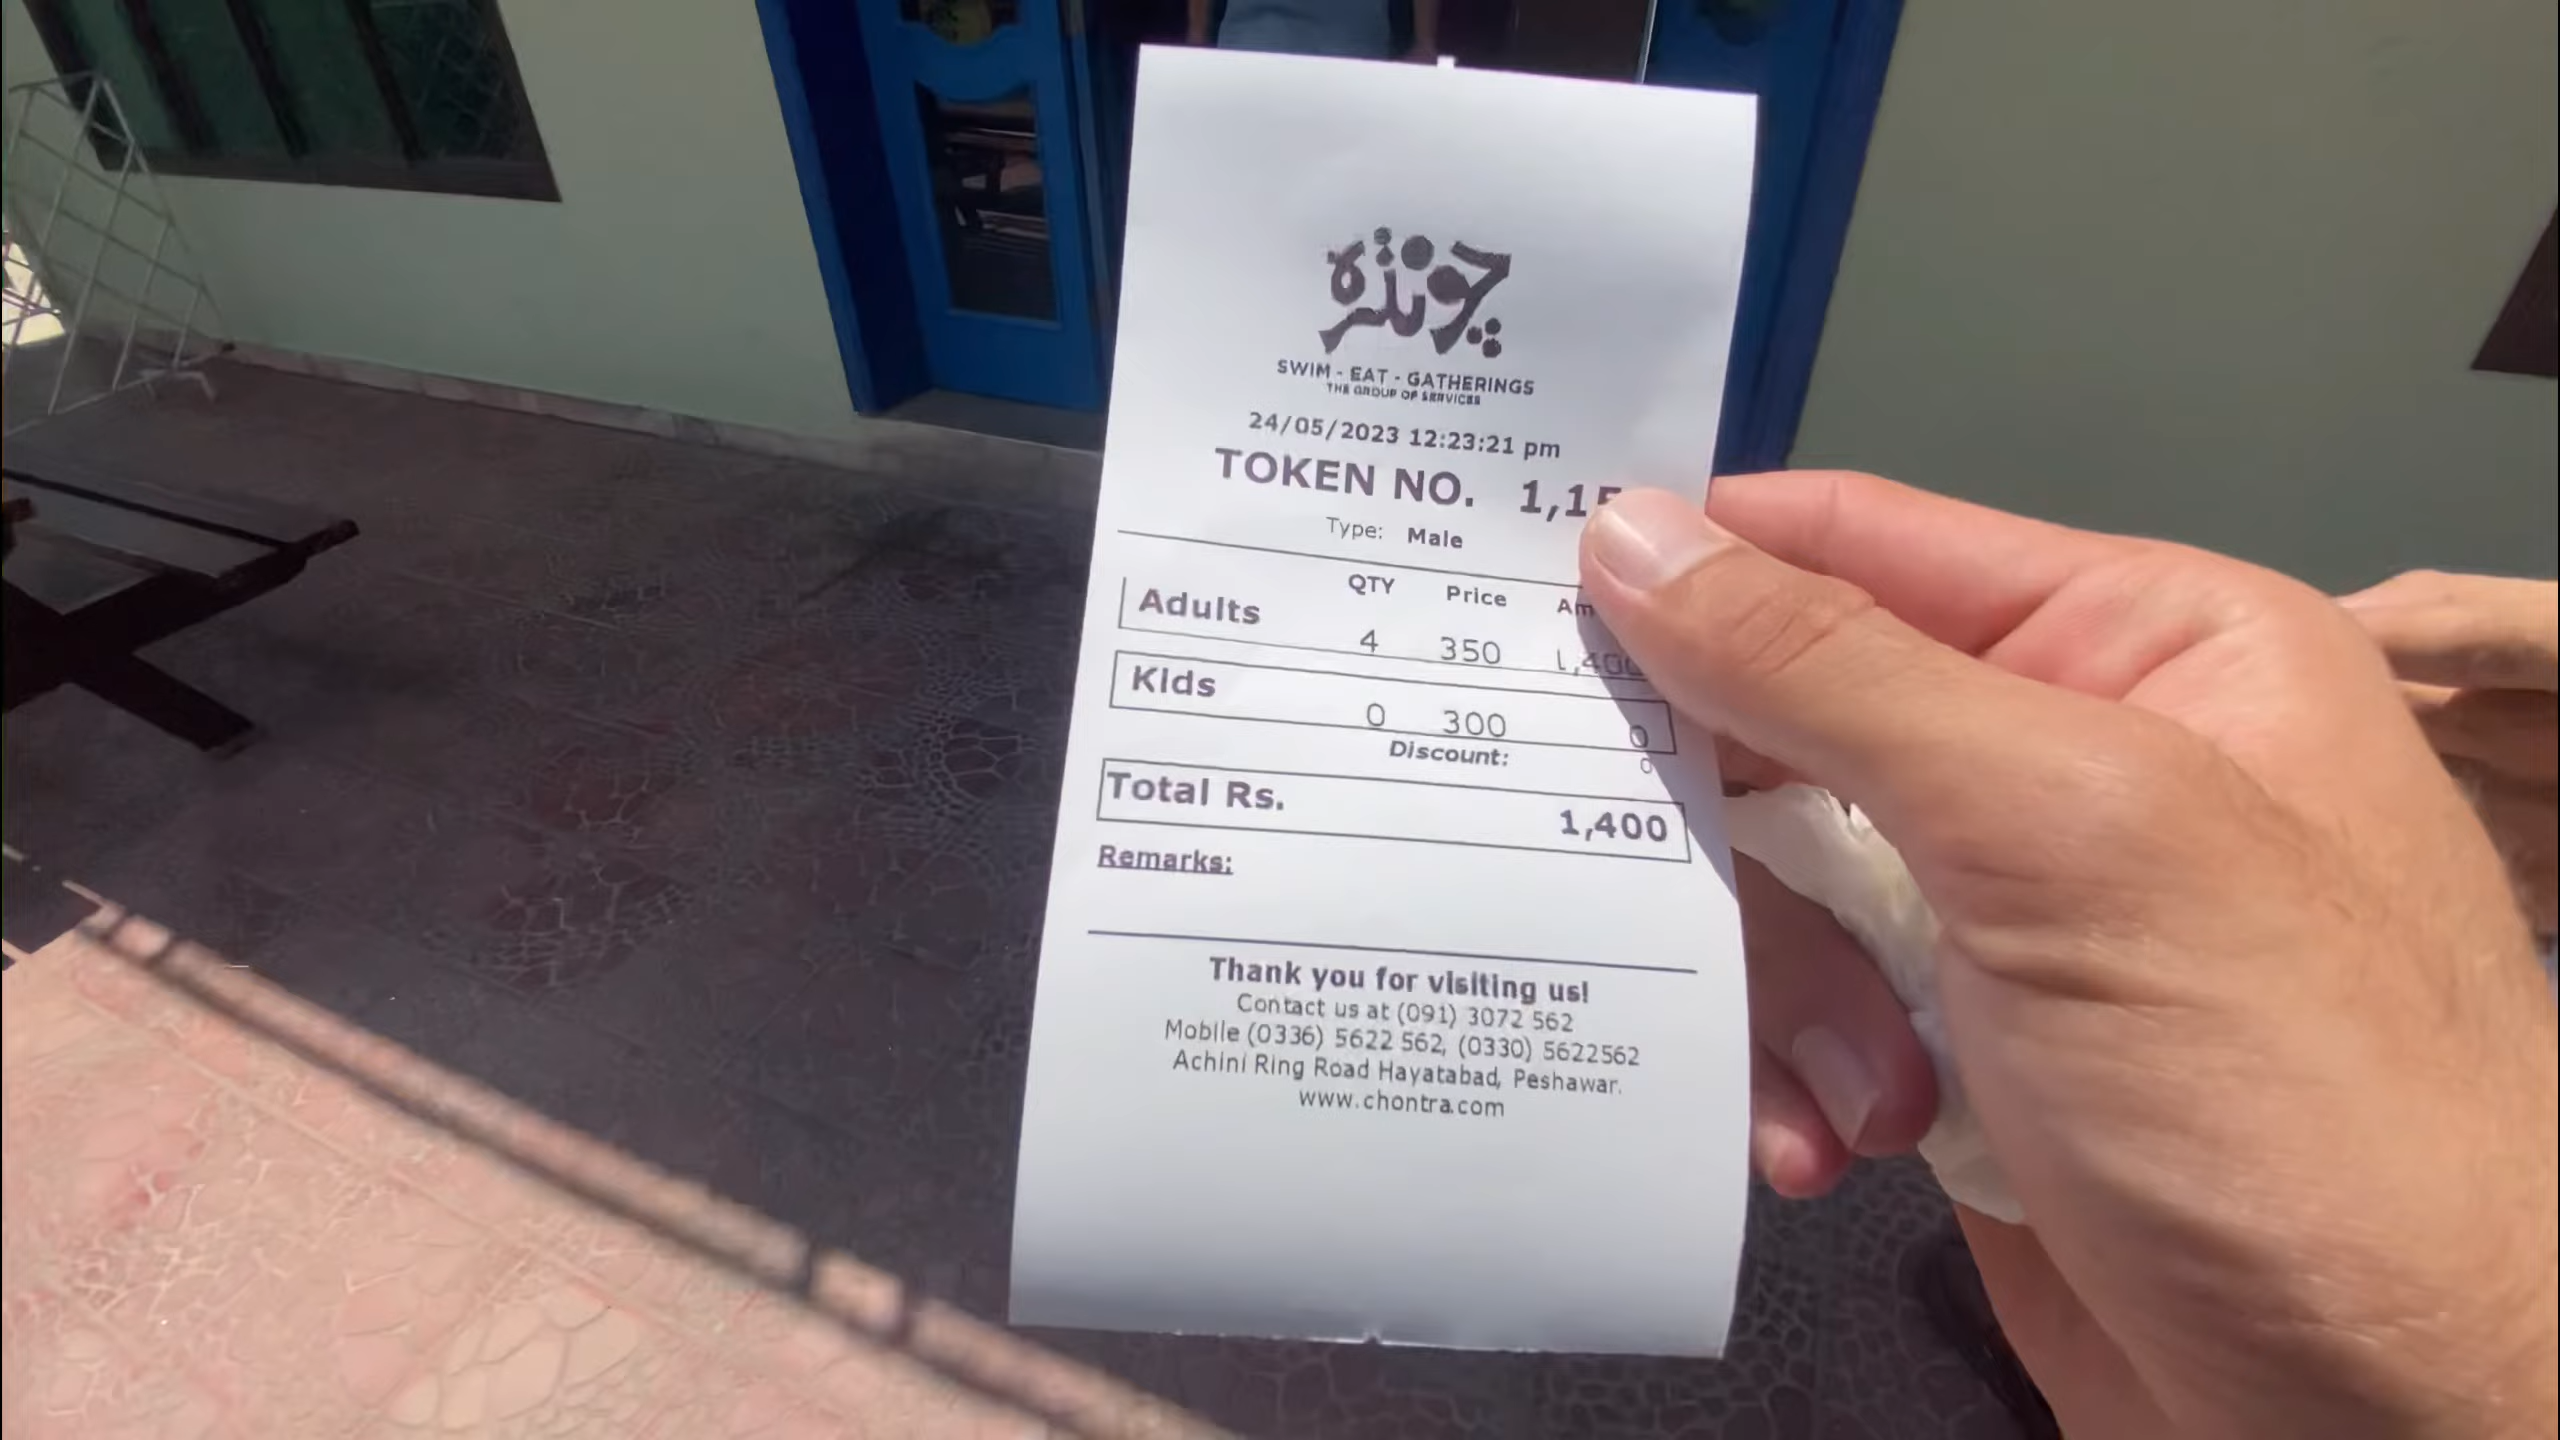 چونترہ
SWIM - EAT - GATHERINGS
THE GROUP OF SERVICES
24/05/2023 12:23:21 pm
TOKEN NO.
Type: Male
QTY Price
Adults 4 350 1,400
Kids 0 300 0
Discount: 0
Total Rs. 1,400
Remarks:
Thank you for visiting us!
Contact us at (091) 3072 562
Mobile (0336) 5622 562, (0330) 5622562
Achini Ring Road Hayatabad, Peshawar.
www.chontra.com